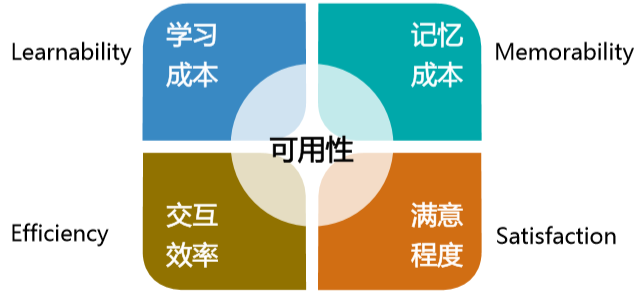 Learnability
学习
成本
记忆
成本
Memorability
可用性
Efficiency
交互
效率
满意
程度
Satisfaction